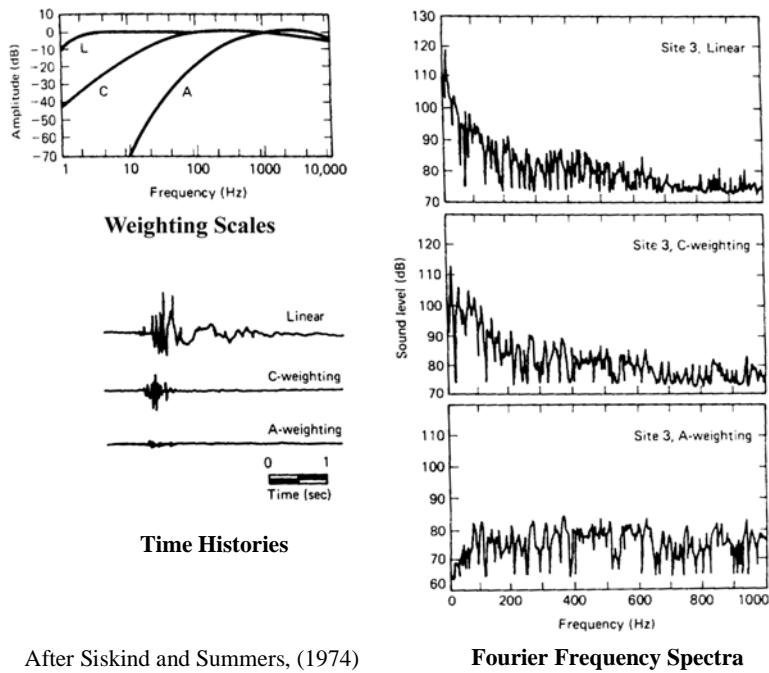 Amplitude (dB)
10
0
-10
-20
-30
-40
-50
-60
-70
L
C
A
1
10
100
1000
10,000
Frequency (Hz)
Weighting Scales
Linear
C-weighting
A-weighting
0 1
Time (sec)
Time Histories
After Siskind and Summers, (1974)
Sound level (dB)
130
120
110
100
90
80
70
Site 3, Linear
120
110
100
90
80
70
Site 3, C-weighting
110
100
90
80
70
60
Site 3, A-weighting
0 200 400 600 800 1000
Frequency (Hz)
Fourier Frequency Spectra